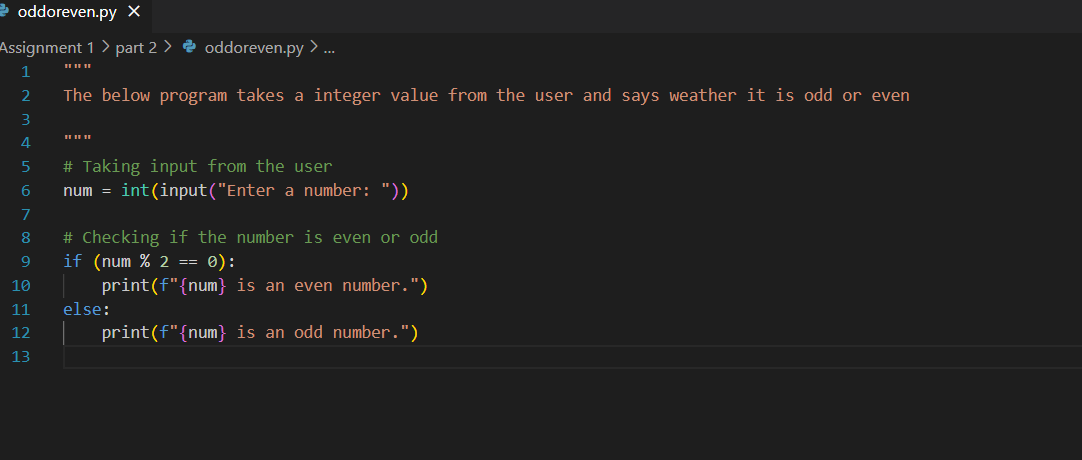 oddoreven.py ×
Assignment 1 > part 2 > oddoreven.py > ...
1 """
2 The below program takes a integer value from the user and says weather it is odd or even
3
4 """
5 # Taking input from the user
6 num = int(input("Enter a number: "))
7
8 # Checking if the number is even or odd
9 if (num % 2 == 0):
10     print(f"{num} is an even number.")
11 else:
12     print(f"{num} is an odd number.")
13